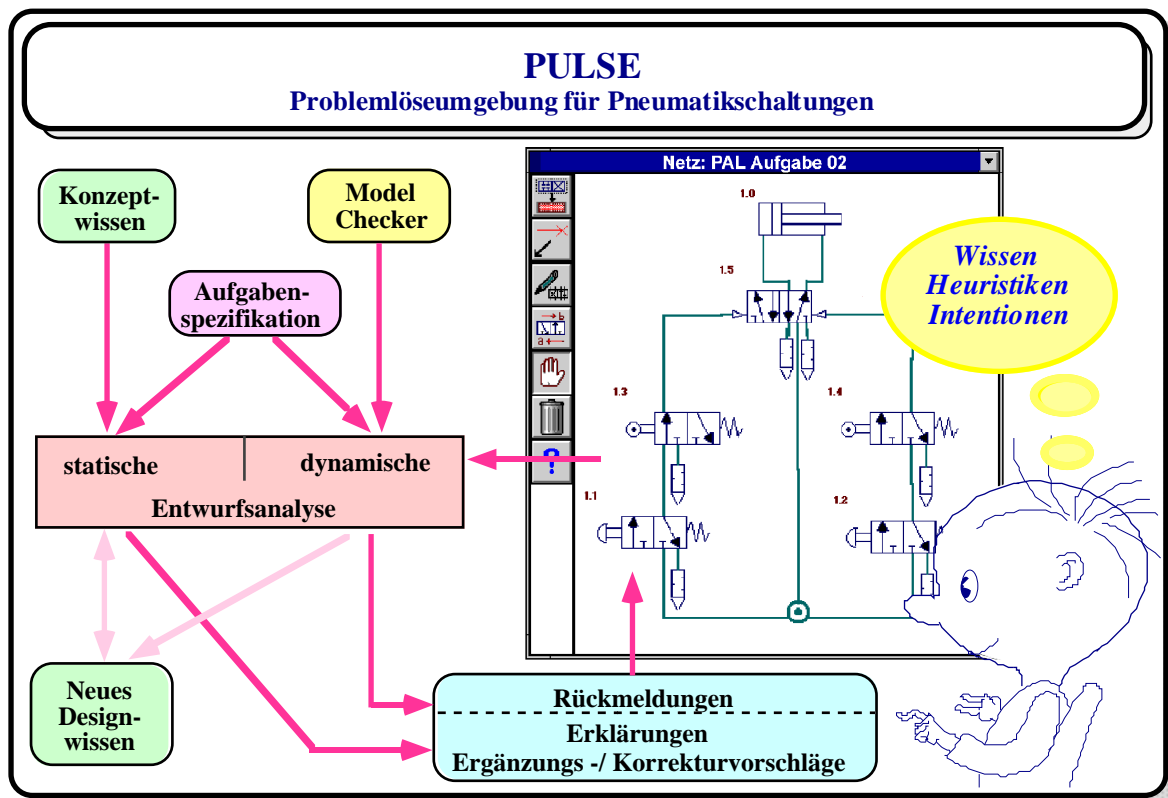 PULSE
Problemlöseumgebung für Pneumatikschaltungen
Konzept-
wissen
Model
Checker
Aufgaben-
spezifikation
statische
dynamische
Entwurfsanalyse
Neues
Design-
wissen
Netz: PAL Aufgabe 02
b
a
?
1.0
1.5
1.3
1.4
1.1
1.2
Wissen
Heuristiken
Intentionen
Rückmeldungen
Erklärungen
Ergänzungs -/ Korrekturvorschläge